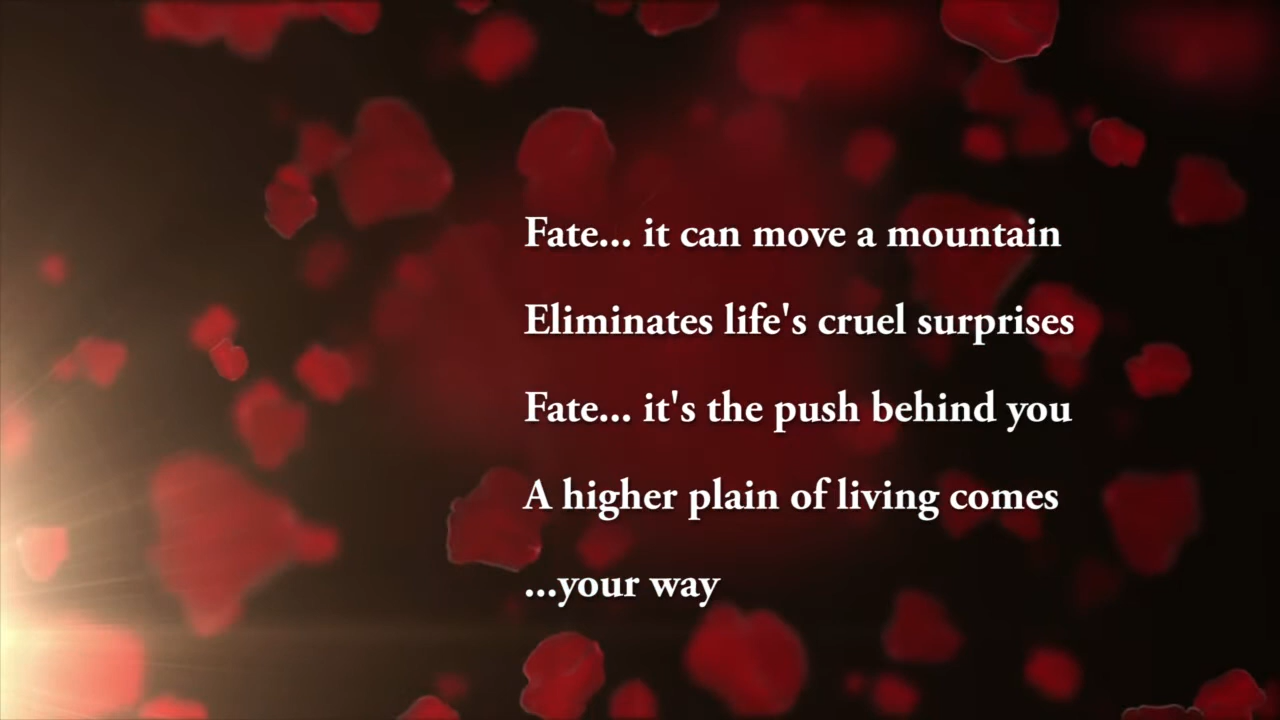 Fate... it can move a mountain
Eliminates life's cruel surprises
Fate... it's the push behind you
A higher plain of living comes
...your way